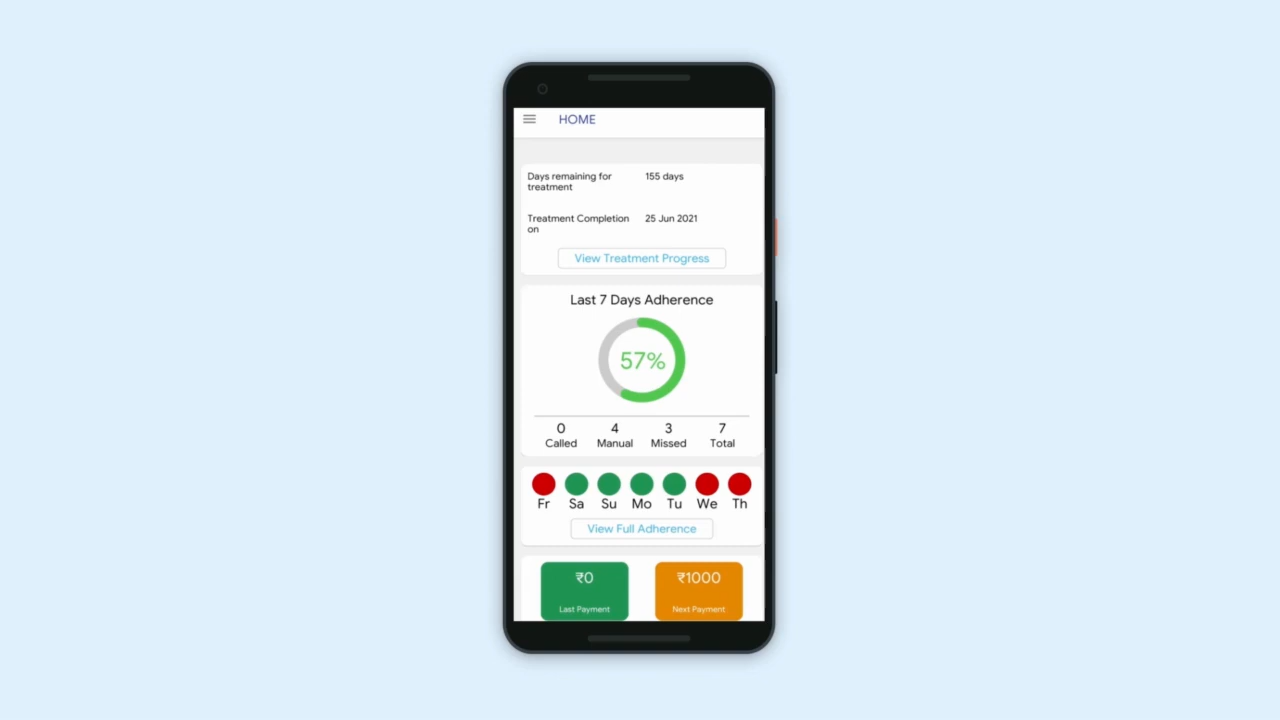 HOME
Days remaining for 155 days
treatment
Treatment Completion 25 Jun 2021
on
View Treatment Progress
Last 7 Days Adherence
57%
0 4 3 7
Called Manual Missed Total
Fr Sa Su Mo Tu We Th
View Full Adherence
₹0 ₹1000
Last Payment Next Payment